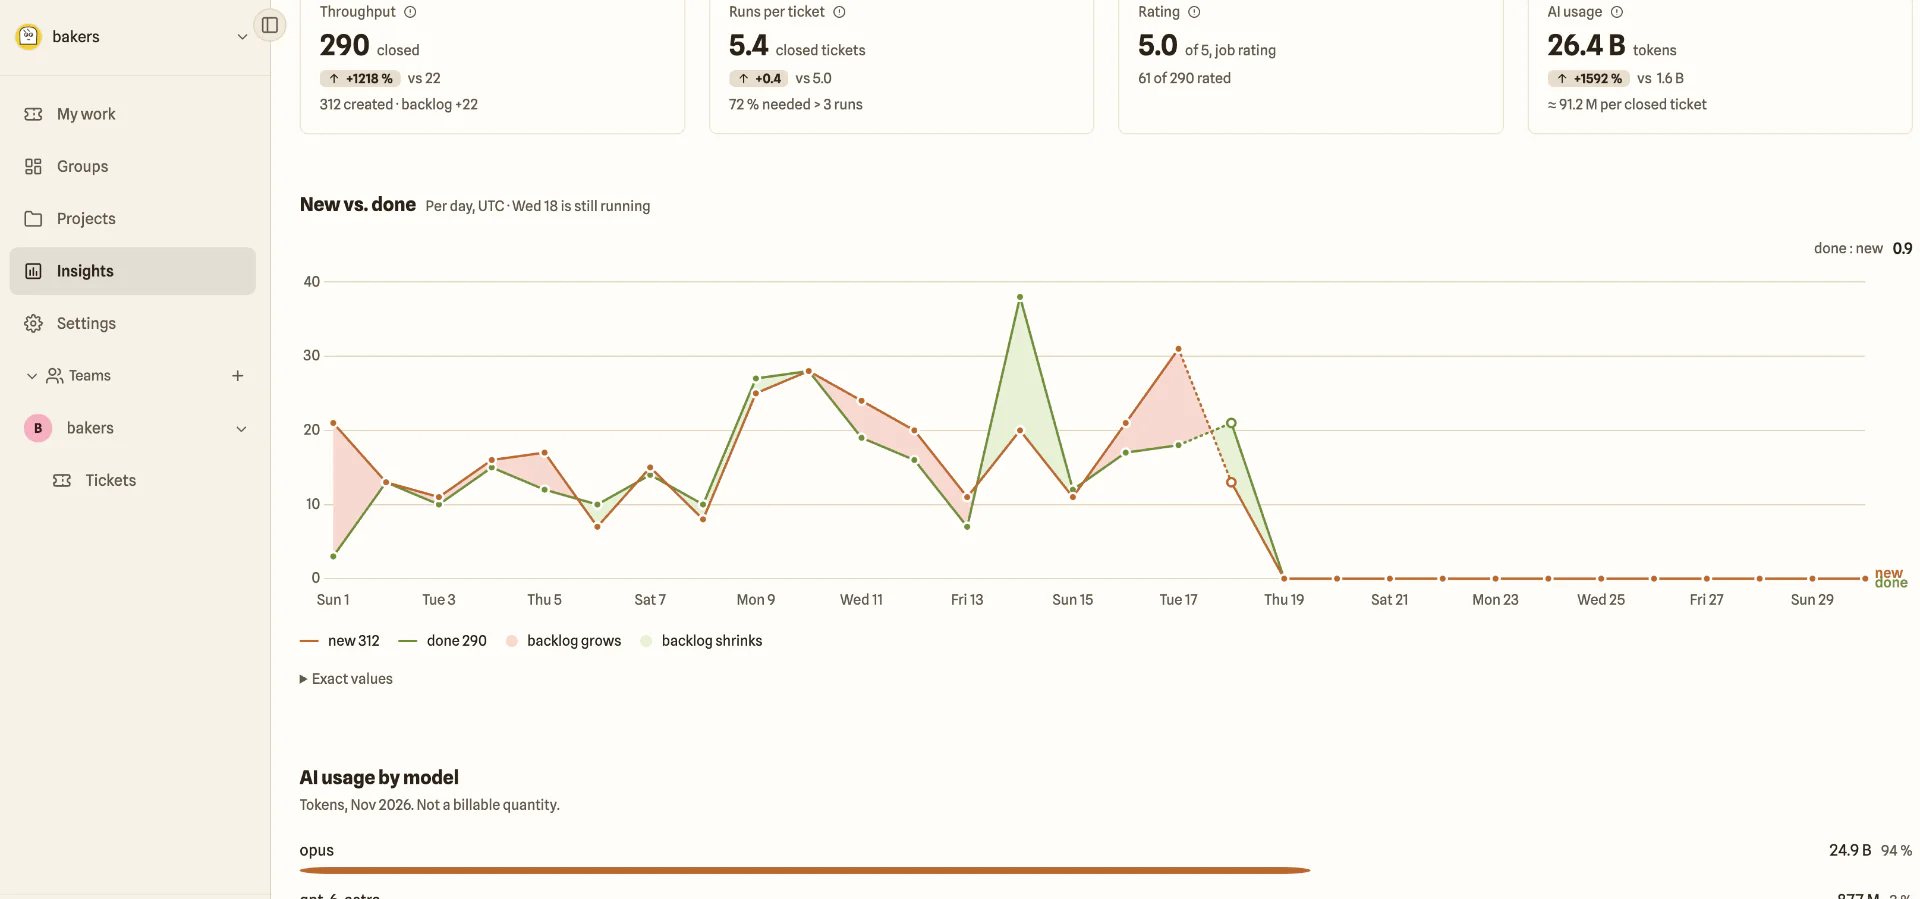 bakers
My work
Groups
Projects
Insights
Settings
Teams
B bakers
Tickets
Throughput
290 closed
↑ +1218 % vs 22
312 created · backlog +22
Runs per ticket
5.4 closed tickets
↑ +0.4 vs 5.0
72 % needed > 3 runs
Rating
5.0 of 5, job rating
61 of 290 rated
AI usage
26.4 B tokens
↑ +1592 % vs 1.6 B
≈ 91.2 M per closed ticket
New vs. done Per day, UTC · Wed 18 is still running
done : new 0.9
40
30
20
10
0
Sun 1 Tue 3 Thu 5 Sat 7 Mon 9 Wed 11 Fri 13 Sun 15 Tue 17 Thu 19 Sat 21 Mon 23 Wed 25 Fri 27 Sun 29
new
done
new 312 done 290 backlog grows backlog shrinks
Exact values
AI usage by model
Tokens, Nov 2026. Not a billable quantity.
opus 24.9 B 94 %